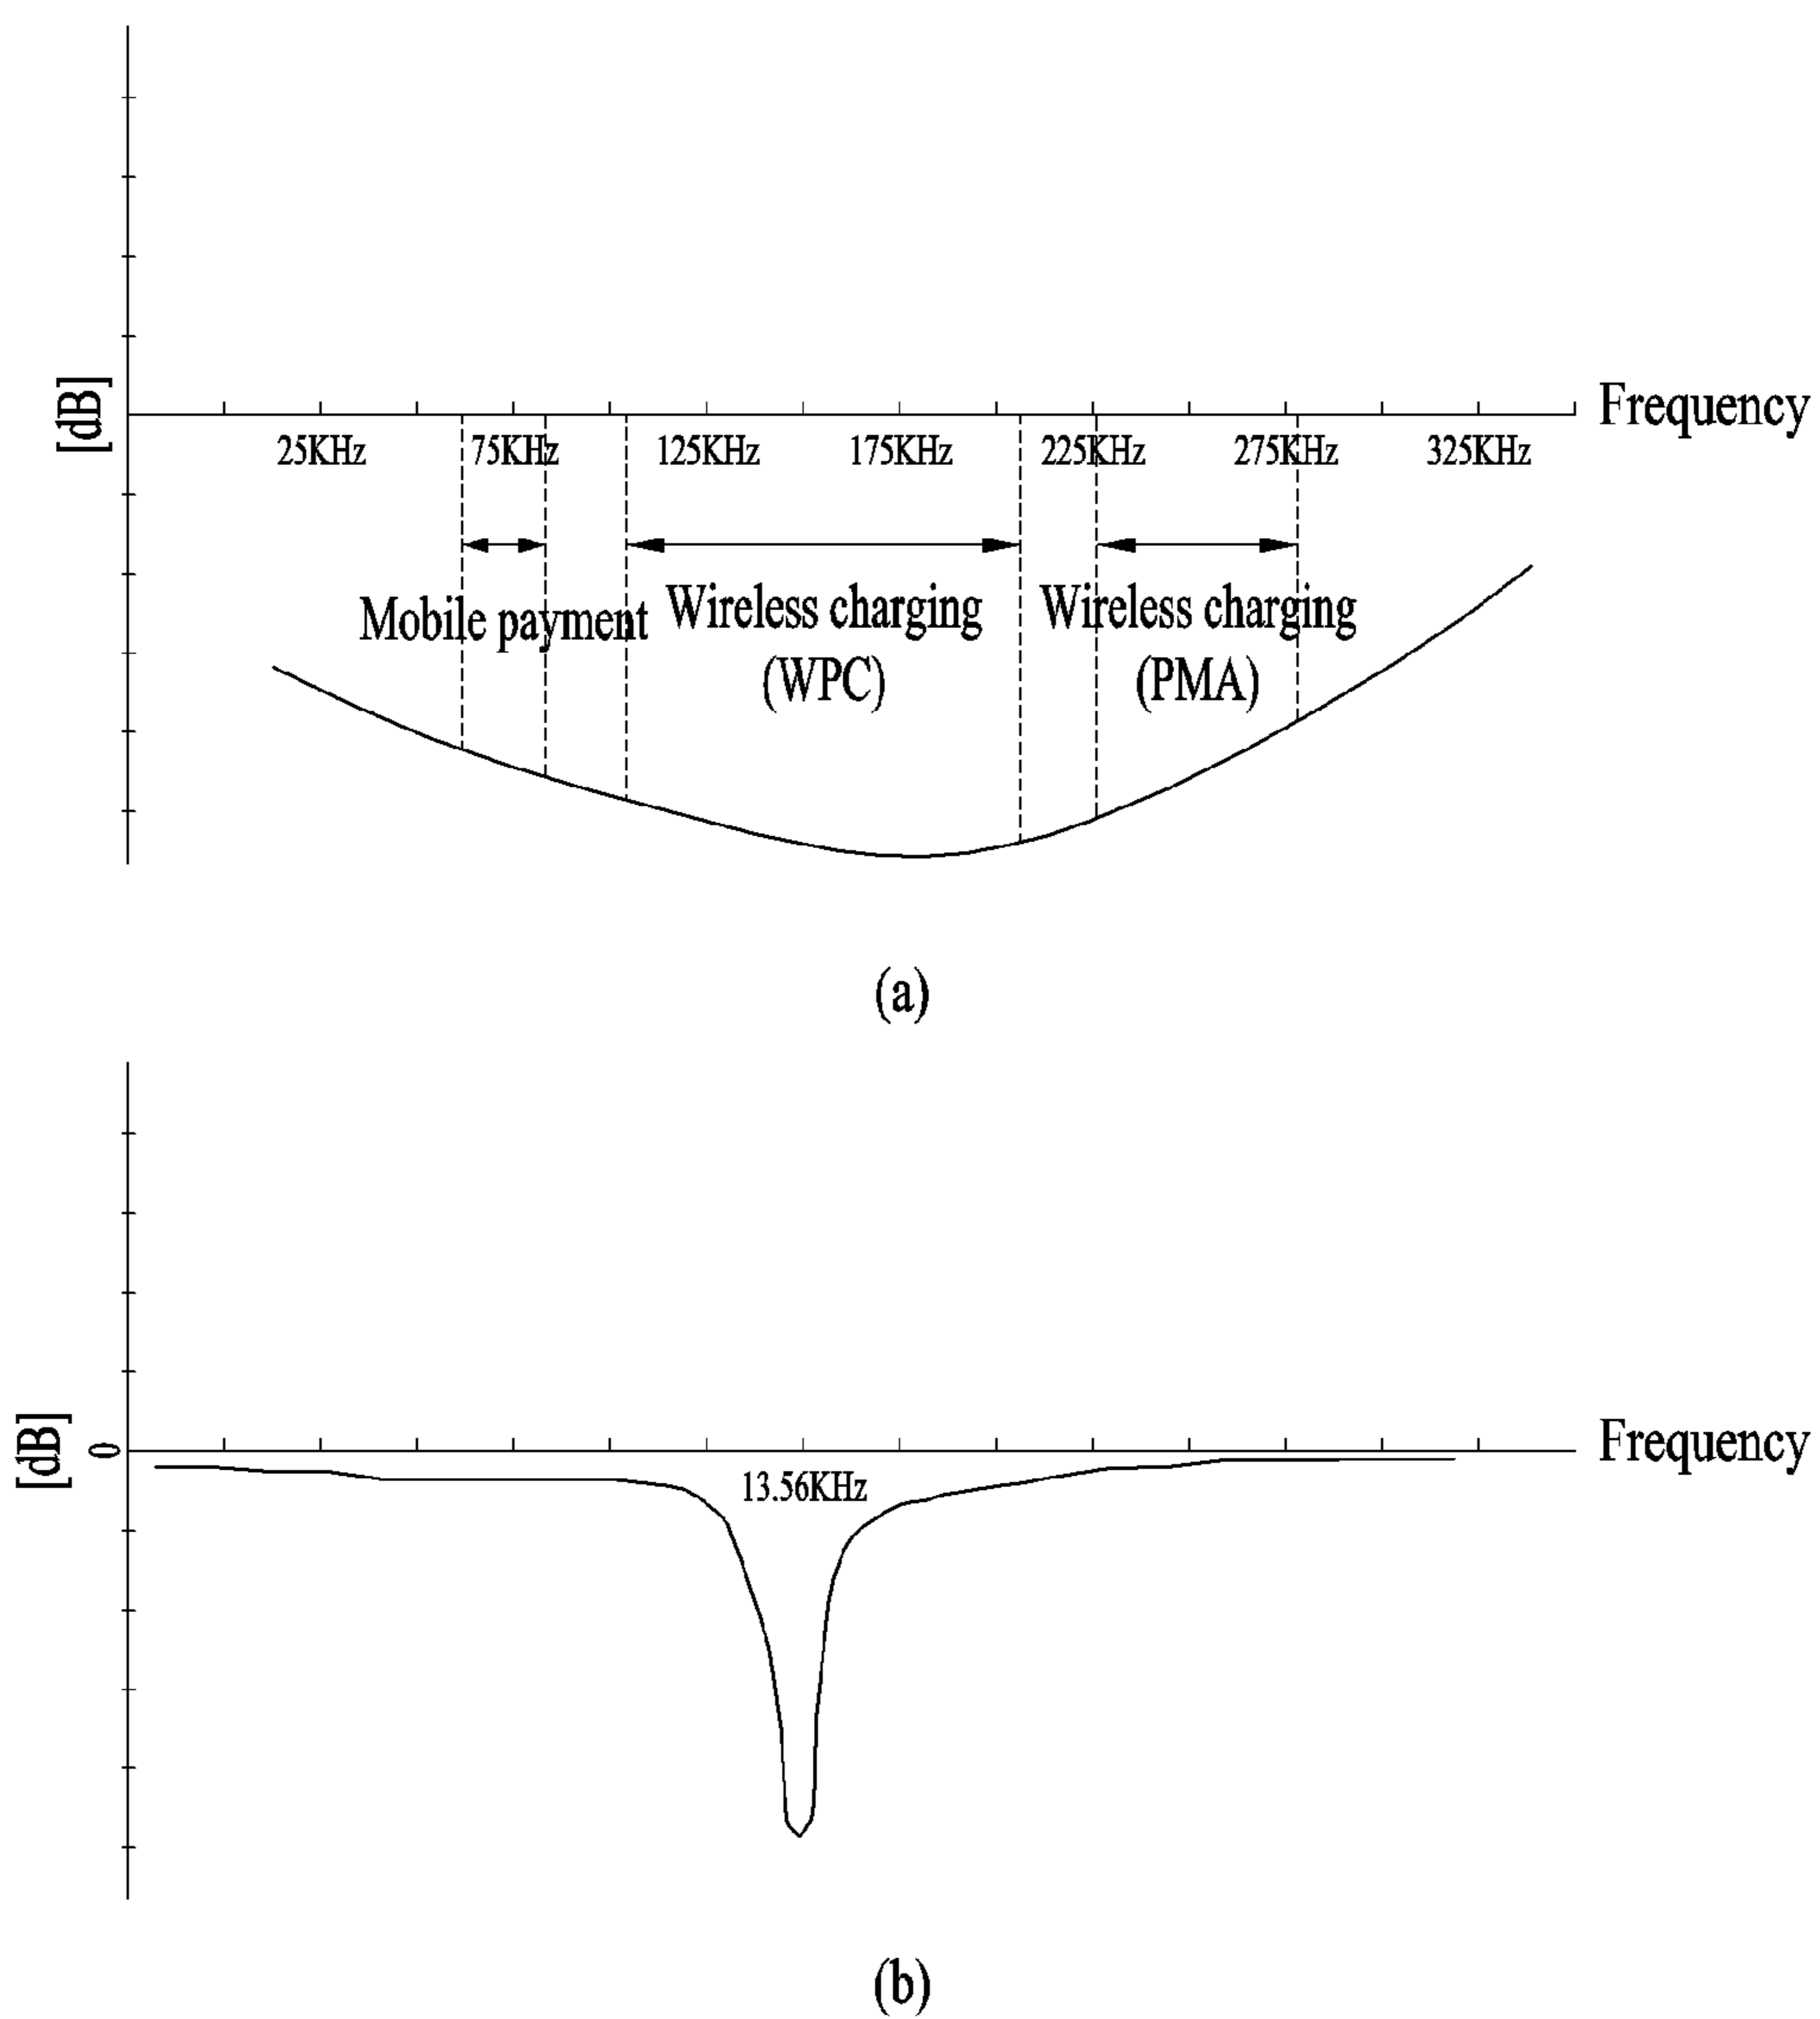 [dB]
Frequency
25KHz 75KHz 125KHz 175KHz 225KHz 275KHz 325KHz
Mobile payment
Wireless charging
(WPC)
Wireless charging
(PMA)
(a)
[dB]
0
Frequency
13.56KHz
(b)